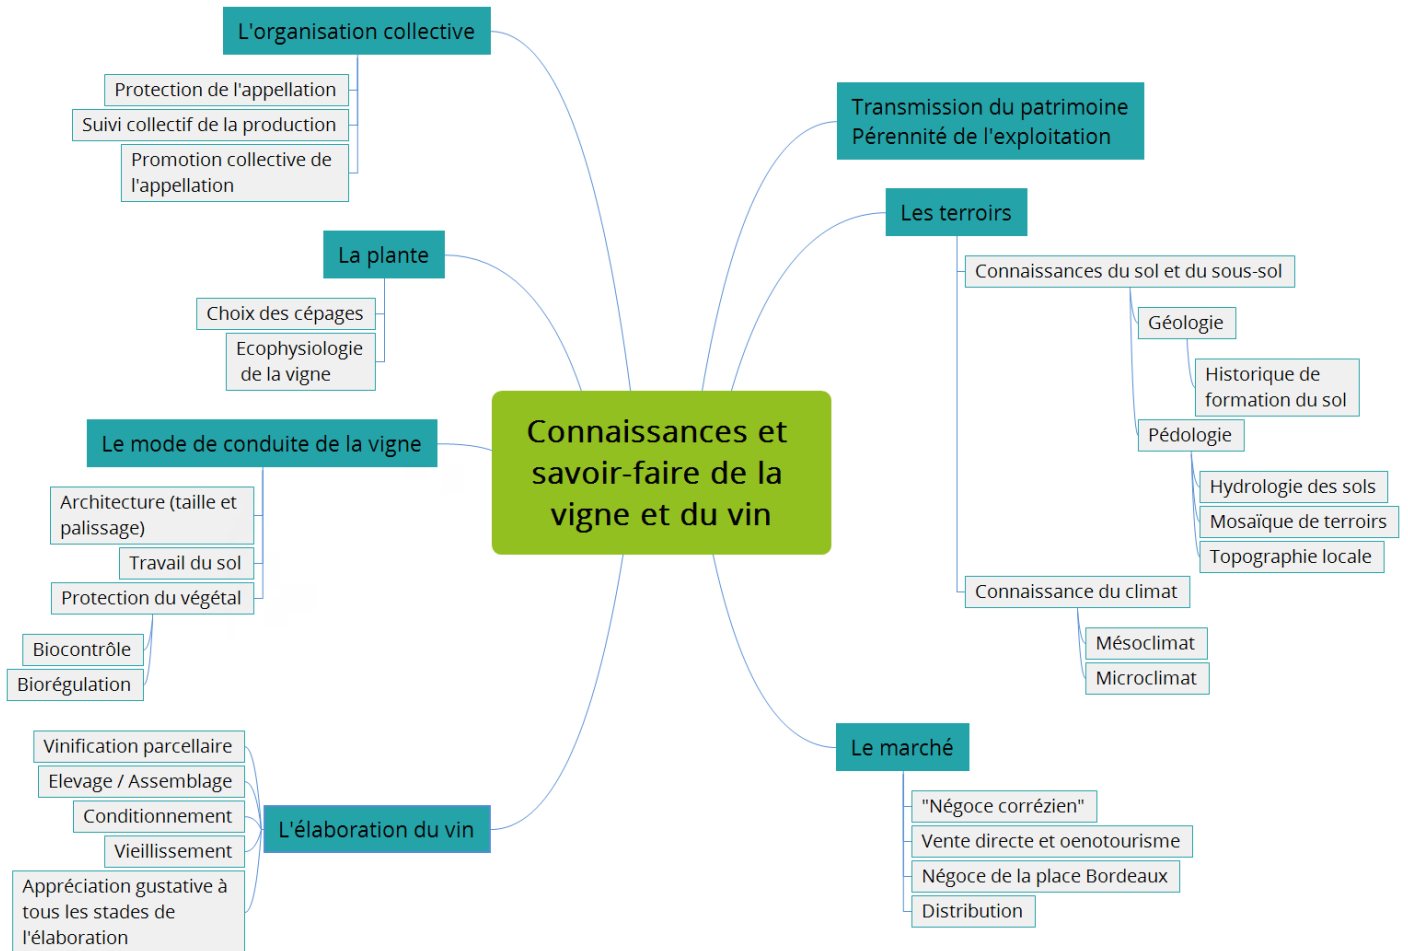 L'organisation collective
Protection de l'appellation
Suivi collectif de la production
Promotion collective de
l'appellation
La plante
Choix des cépages
Ecophysiologie
de la vigne
Le mode de conduite de la vigne
Architecture (taille et
palissage)
Travail du sol
Protection du végétal
Biocontrôle
Biorégulation
Vinification parcellaire
Elevage / Assemblage
Conditionnement
Vieillissement
Appréciation gustative à
tous les stades de
l'élaboration
L'élaboration du vin
Connaissances et
savoir-faire de la
vigne et du vin
Transmission du patrimoine
Pérennité de l'exploitation
Les terroirs
Connaissances du sol et du sous-sol
Géologie
Historique de
formation du sol
Pédologie
Hydrologie des sols
Mosaïque de terroirs
Topographie locale
Connaissance du climat
Mésoclimat
Microclimat
Le marché
"Négoce corrézien"
Vente directe et oenotourisme
Négoce de la place Bordeaux
Distribution